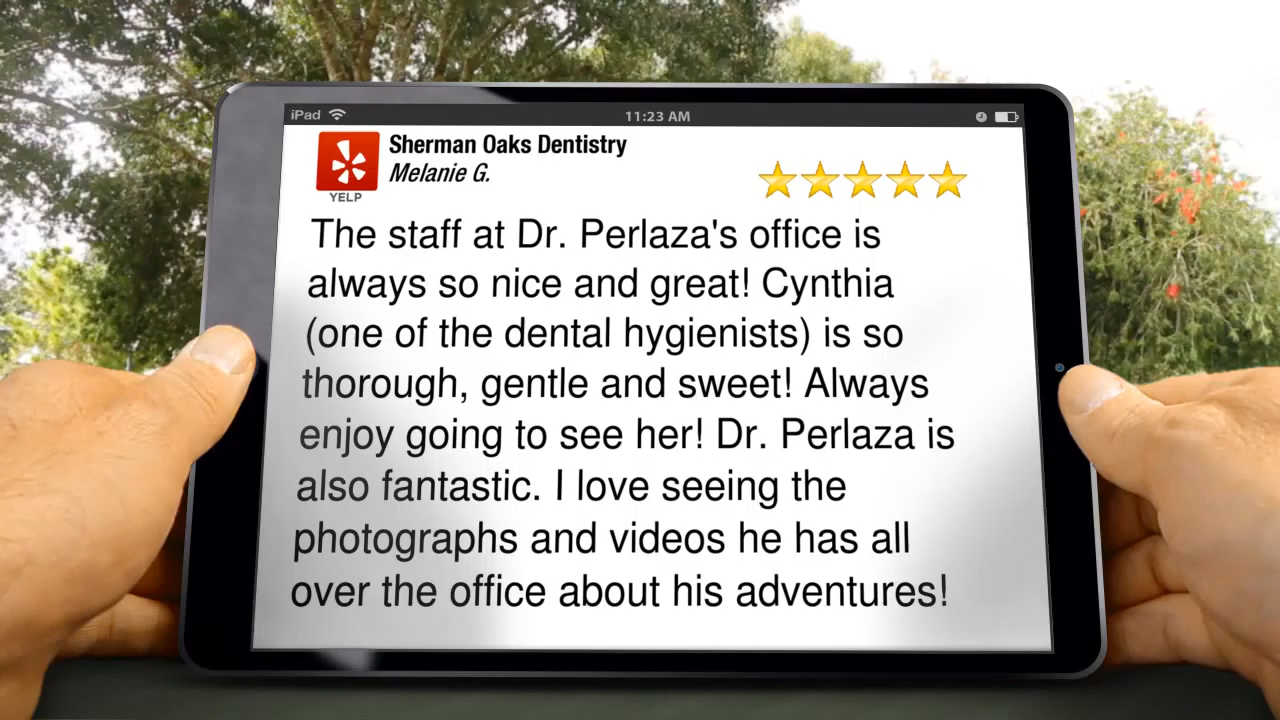 iPad
11:23 AM
Sherman Oaks Dentistry
Melanie G.
YELP
The staff at Dr. Perlaza's office is
always so nice and great! Cynthia
(one of the dental hygienists) is so
thorough, gentle and sweet! Always
enjoy going to see her! Dr. Perlaza is
also fantastic. I love seeing the
photographs and videos he has all
over the office about his adventures!